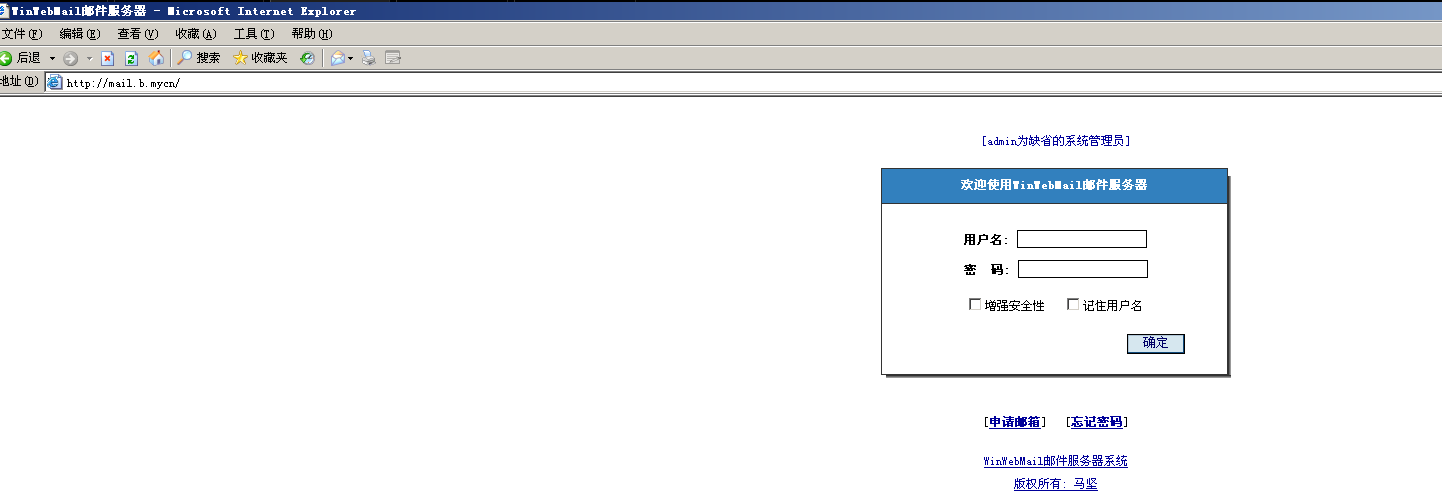 WinWebMail邮件服务器 - Microsoft Internet Explorer
文件(F) 编辑(E) 查看(V) 收藏(A) 工具(T) 帮助(H)
后退 搜索 收藏夹
地址(D) http://mail.b.mycn/
[admin为缺省的系统管理员]
欢迎使用WinWebMail邮件服务器
用户名:
密 码:
增强安全性 记住用户名
确定
[申请邮箱] [忘记密码]
WinWebMail邮件服务器系统
版权所有: 马坚